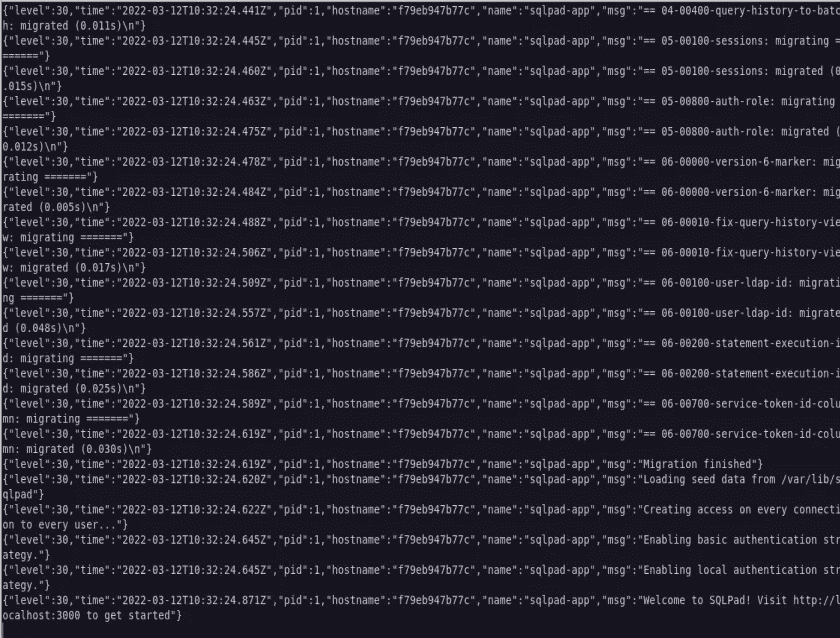 {"level":30,"time":"2022-03-12T10:32:24.441Z","pid":1,"hostname":"f79eb947b77c","name":"sqlpad-app","msg":"== 04-00400-query-history-to-batc
h: migrated (0.011s)\n"}
{"level":30,"time":"2022-03-12T10:32:24.445Z","pid":1,"hostname":"f79eb947b77c","name":"sqlpad-app","msg":"== 05-00100-sessions: migrating =
======"}
{"level":30,"time":"2022-03-12T10:32:24.460Z","pid":1,"hostname":"f79eb947b77c","name":"sqlpad-app","msg":"== 05-00100-sessions: migrated (0
.015s)\n"}
{"level":30,"time":"2022-03-12T10:32:24.463Z","pid":1,"hostname":"f79eb947b77c","name":"sqlpad-app","msg":"== 05-00800-auth-role: migrating
======="}
{"level":30,"time":"2022-03-12T10:32:24.475Z","pid":1,"hostname":"f79eb947b77c","name":"sqlpad-app","msg":"== 05-00800-auth-role: migrated (
0.012s)\n"}
{"level":30,"time":"2022-03-12T10:32:24.478Z","pid":1,"hostname":"f79eb947b77c","name":"sqlpad-app","msg":"== 06-00000-version-6-marker: mig
rating ======="}
{"level":30,"time":"2022-03-12T10:32:24.484Z","pid":1,"hostname":"f79eb947b77c","name":"sqlpad-app","msg":"== 06-00000-version-6-marker: mig
rated (0.005s)\n"}
{"level":30,"time":"2022-03-12T10:32:24.488Z","pid":1,"hostname":"f79eb947b77c","name":"sqlpad-app","msg":"== 06-00010-fix-query-history-vie
w: migrating ======="}
{"level":30,"time":"2022-03-12T10:32:24.506Z","pid":1,"hostname":"f79eb947b77c","name":"sqlpad-app","msg":"== 06-00010-fix-query-history-vie
w: migrated (0.017s)\n"}
{"level":30,"time":"2022-03-12T10:32:24.509Z","pid":1,"hostname":"f79eb947b77c","name":"sqlpad-app","msg":"== 06-00100-user-ldap-id: migrati
ng ======="}
{"level":30,"time":"2022-03-12T10:32:24.557Z","pid":1,"hostname":"f79eb947b77c","name":"sqlpad-app","msg":"== 06-00100-user-ldap-id: migrate
d (0.048s)\n"}
{"level":30,"time":"2022-03-12T10:32:24.561Z","pid":1,"hostname":"f79eb947b77c","name":"sqlpad-app","msg":"== 06-00200-statement-execution-i
d: migrating ======="}
{"level":30,"time":"2022-03-12T10:32:24.586Z","pid":1,"hostname":"f79eb947b77c","name":"sqlpad-app","msg":"== 06-00200-statement-execution-i
d: migrated (0.025s)\n"}
{"level":30,"time":"2022-03-12T10:32:24.589Z","pid":1,"hostname":"f79eb947b77c","name":"sqlpad-app","msg":"== 06-00700-service-token-id-colu
mn: migrating ======="}
{"level":30,"time":"2022-03-12T10:32:24.619Z","pid":1,"hostname":"f79eb947b77c","name":"sqlpad-app","msg":"== 06-00700-service-token-id-colu
mn: migrated (0.030s)\n"}
{"level":30,"time":"2022-03-12T10:32:24.619Z","pid":1,"hostname":"f79eb947b77c","name":"sqlpad-app","msg":"Migration finished"}
{"level":30,"time":"2022-03-12T10:32:24.620Z","pid":1,"hostname":"f79eb947b77c","name":"sqlpad-app","msg":"Loading seed data from /var/lib/s
qlpad"}
{"level":30,"time":"2022-03-12T10:32:24.622Z","pid":1,"hostname":"f79eb947b77c","name":"sqlpad-app","msg":"Creating access on every connecti
on to every user..."}
{"level":30,"time":"2022-03-12T10:32:24.645Z","pid":1,"hostname":"f79eb947b77c","name":"sqlpad-app","msg":"Enabling basic authentication str
ategy."}
{"level":30,"time":"2022-03-12T10:32:24.645Z","pid":1,"hostname":"f79eb947b77c","name":"sqlpad-app","msg":"Enabling local authentication str
ategy."}
{"level":30,"time":"2022-03-12T10:32:24.871Z","pid":1,"hostname":"f79eb947b77c","name":"sqlpad-app","msg":"Welcome to SQLPad! Visit http://l
ocalhost:3000 to get started"}